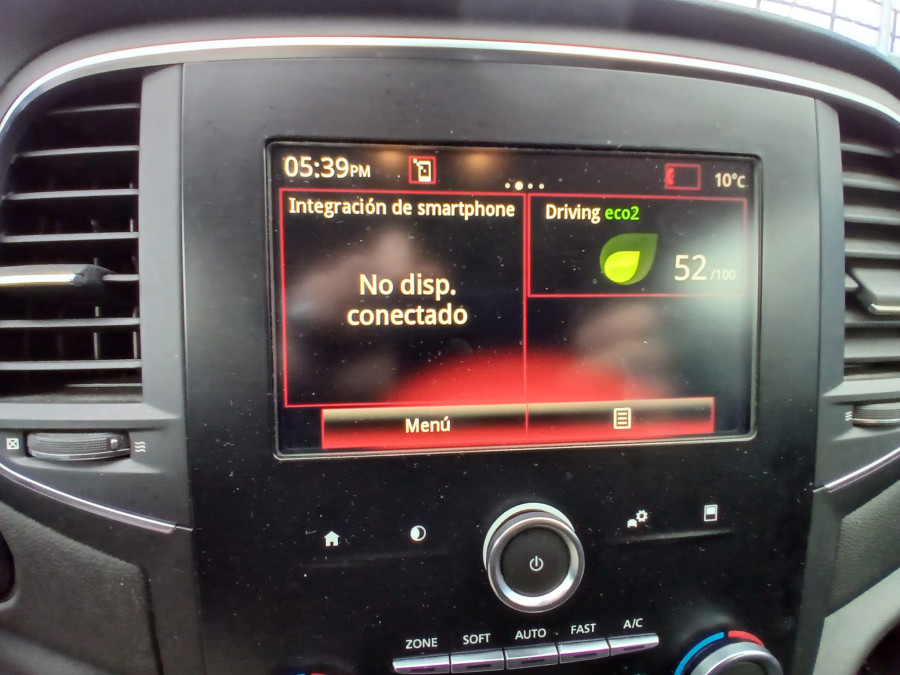 05:39PM
10°C
Integración de smartphone
Driving eco2
No disp.
conectado
52/100
Menú
ZONE SOFT AUTO FAST A/C